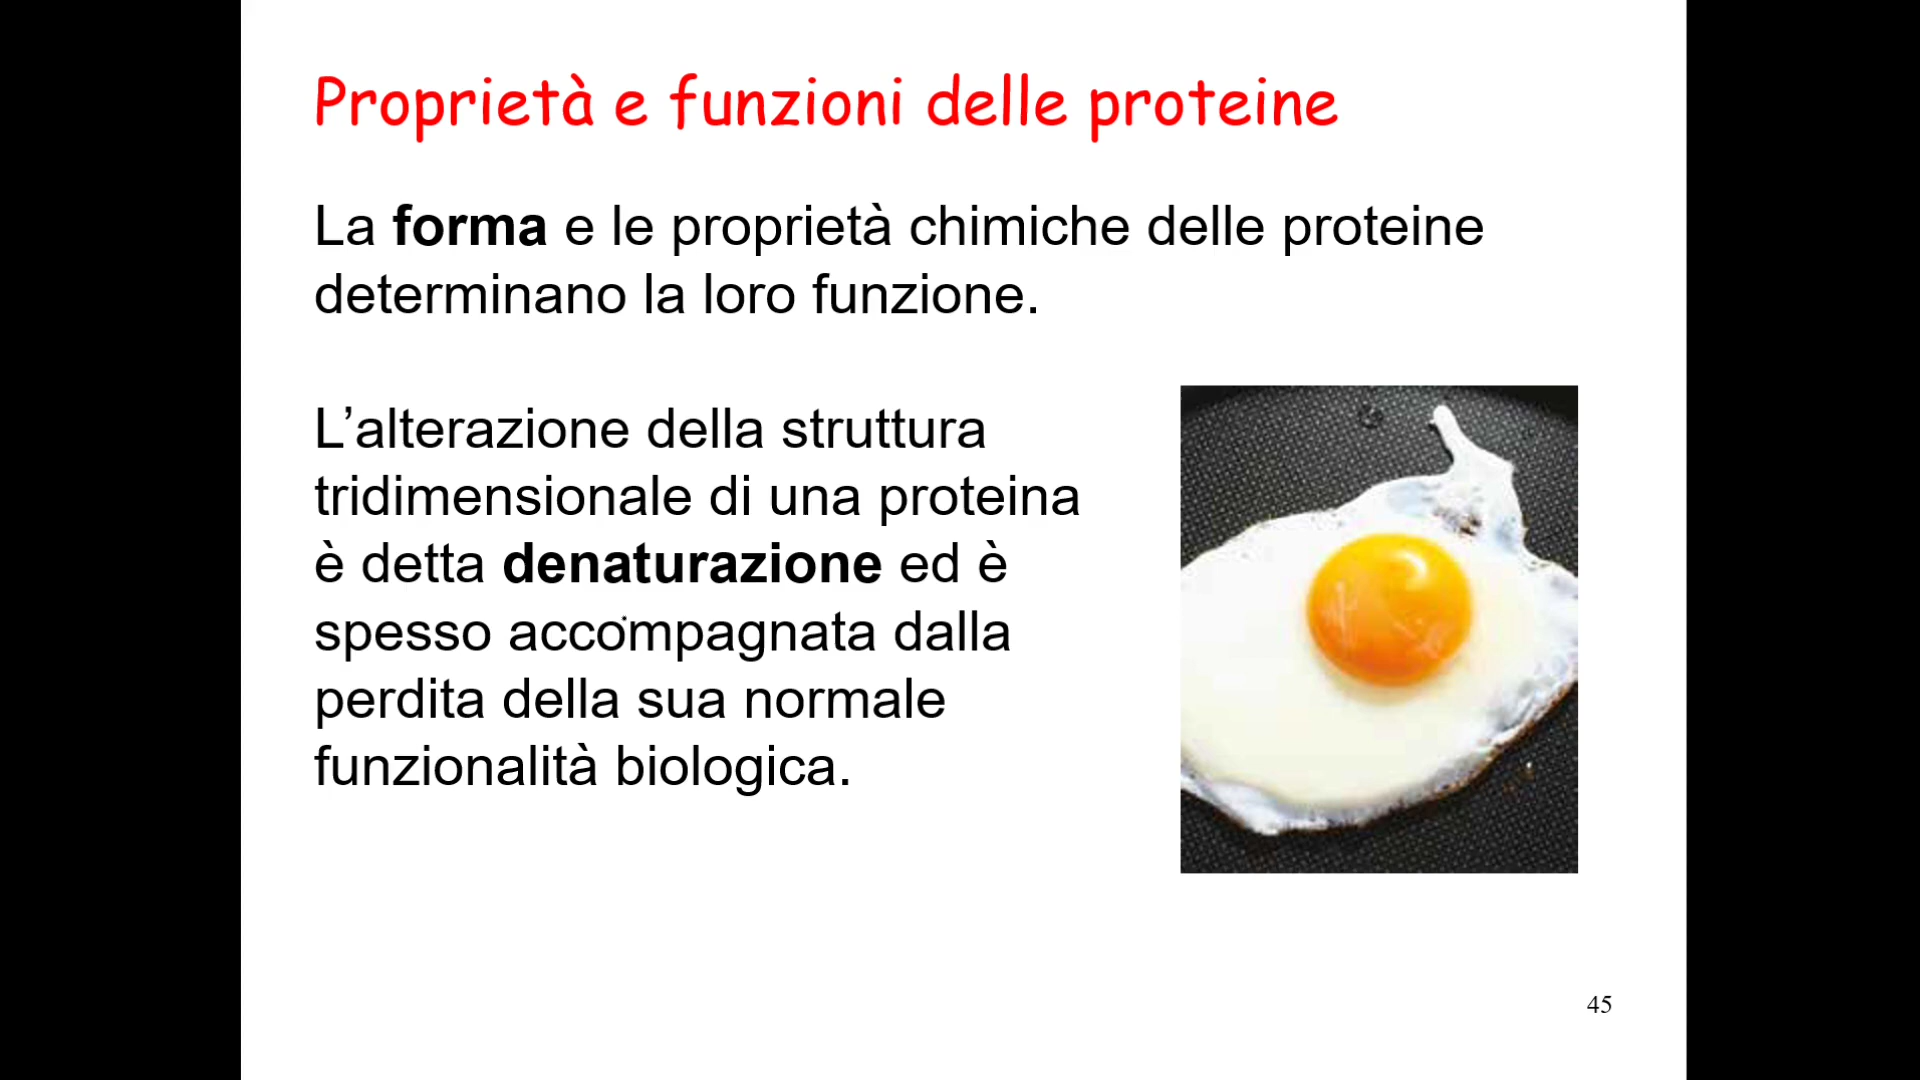 Proprietà e funzioni delle proteine
La forma e le proprietà chimiche delle proteine
determinano la loro funzione.
L’alterazione della struttura
tridimensionale di una proteina
è detta denaturazione ed è
spesso accompagnata dalla
perdita della sua normale
funzionalità biologica.
45